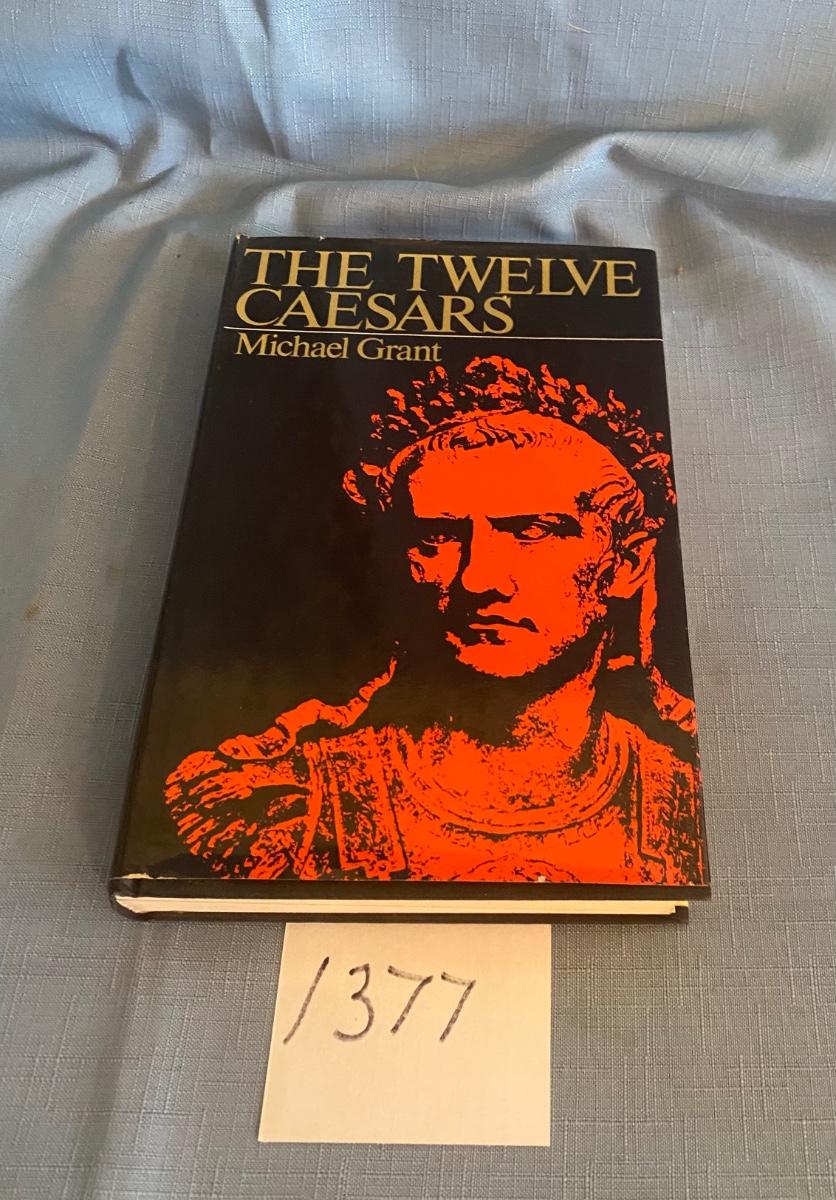 THE TWELVE
CAESARS
Michael Grant
1377